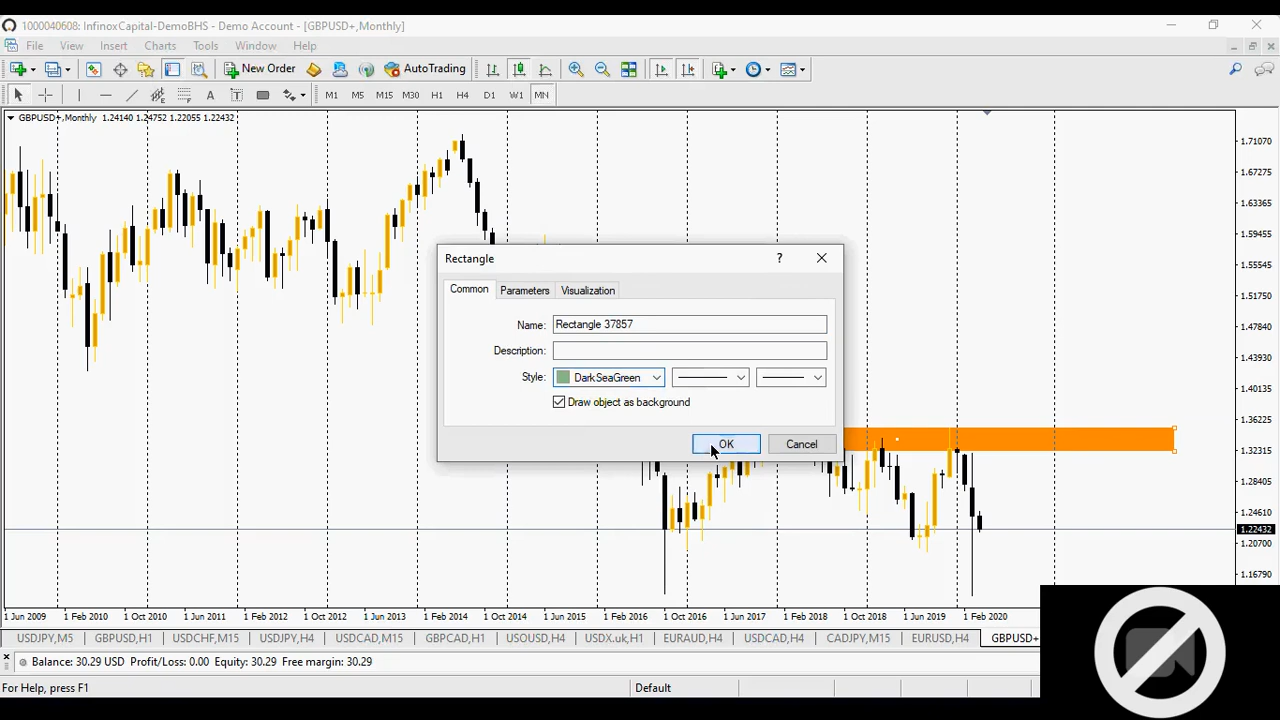 1000040608: InfinoxCapital-DemoBHS - Demo Account - [GBPUSD+,Monthly]
File View Insert Charts Tools Window Help
New Order AutoTrading
A T M1 M5 M15 M30 H1 H4 D1 W1 MN
GBPUSD+,Monthly 1.24140 1.24752 1.22055 1.22432
1.71070
1.67275
1.63365
1.59455
1.55545
1.51750
1.47840
1.43930
1.40135
1.36225
1.32315
1.28405
1.24610
1.22432
1.20700
1.16790
Rectangle ?
Common Parameters Visualization
Name: Rectangle 37857
Description:
Style: DarkSeaGreen
Draw object as background
OK Cancel
1 Jun 2009 1 Feb 2010 1 Oct 2010 1 Jun 2011 1 Feb 2012 1 Oct 2012 1 Jun 2013 1 Feb 2014 1 Oct 2014 1 Jun 2015 1 Feb 2016 1 Oct 2016 1 Jun 2017 1 Feb 2018 1 Oct 2018 1 Jun 2019 1 Feb 2020
USDJPY,M5 GBPUSD,H1 USDCHF,M15 USDJPY,H4 USDCAD,M15 GBPCAD,H1 USOUSD,H4 USDX.uk,H1 EURAUD,H4 USDCAD,H4 CADJPY,M15 EURUSD,H4 GBPUSD+
Balance: 30.29 USD Profit/Loss: 0.00 Equity: 30.29 Free margin: 30.29
For Help, press F1 Default